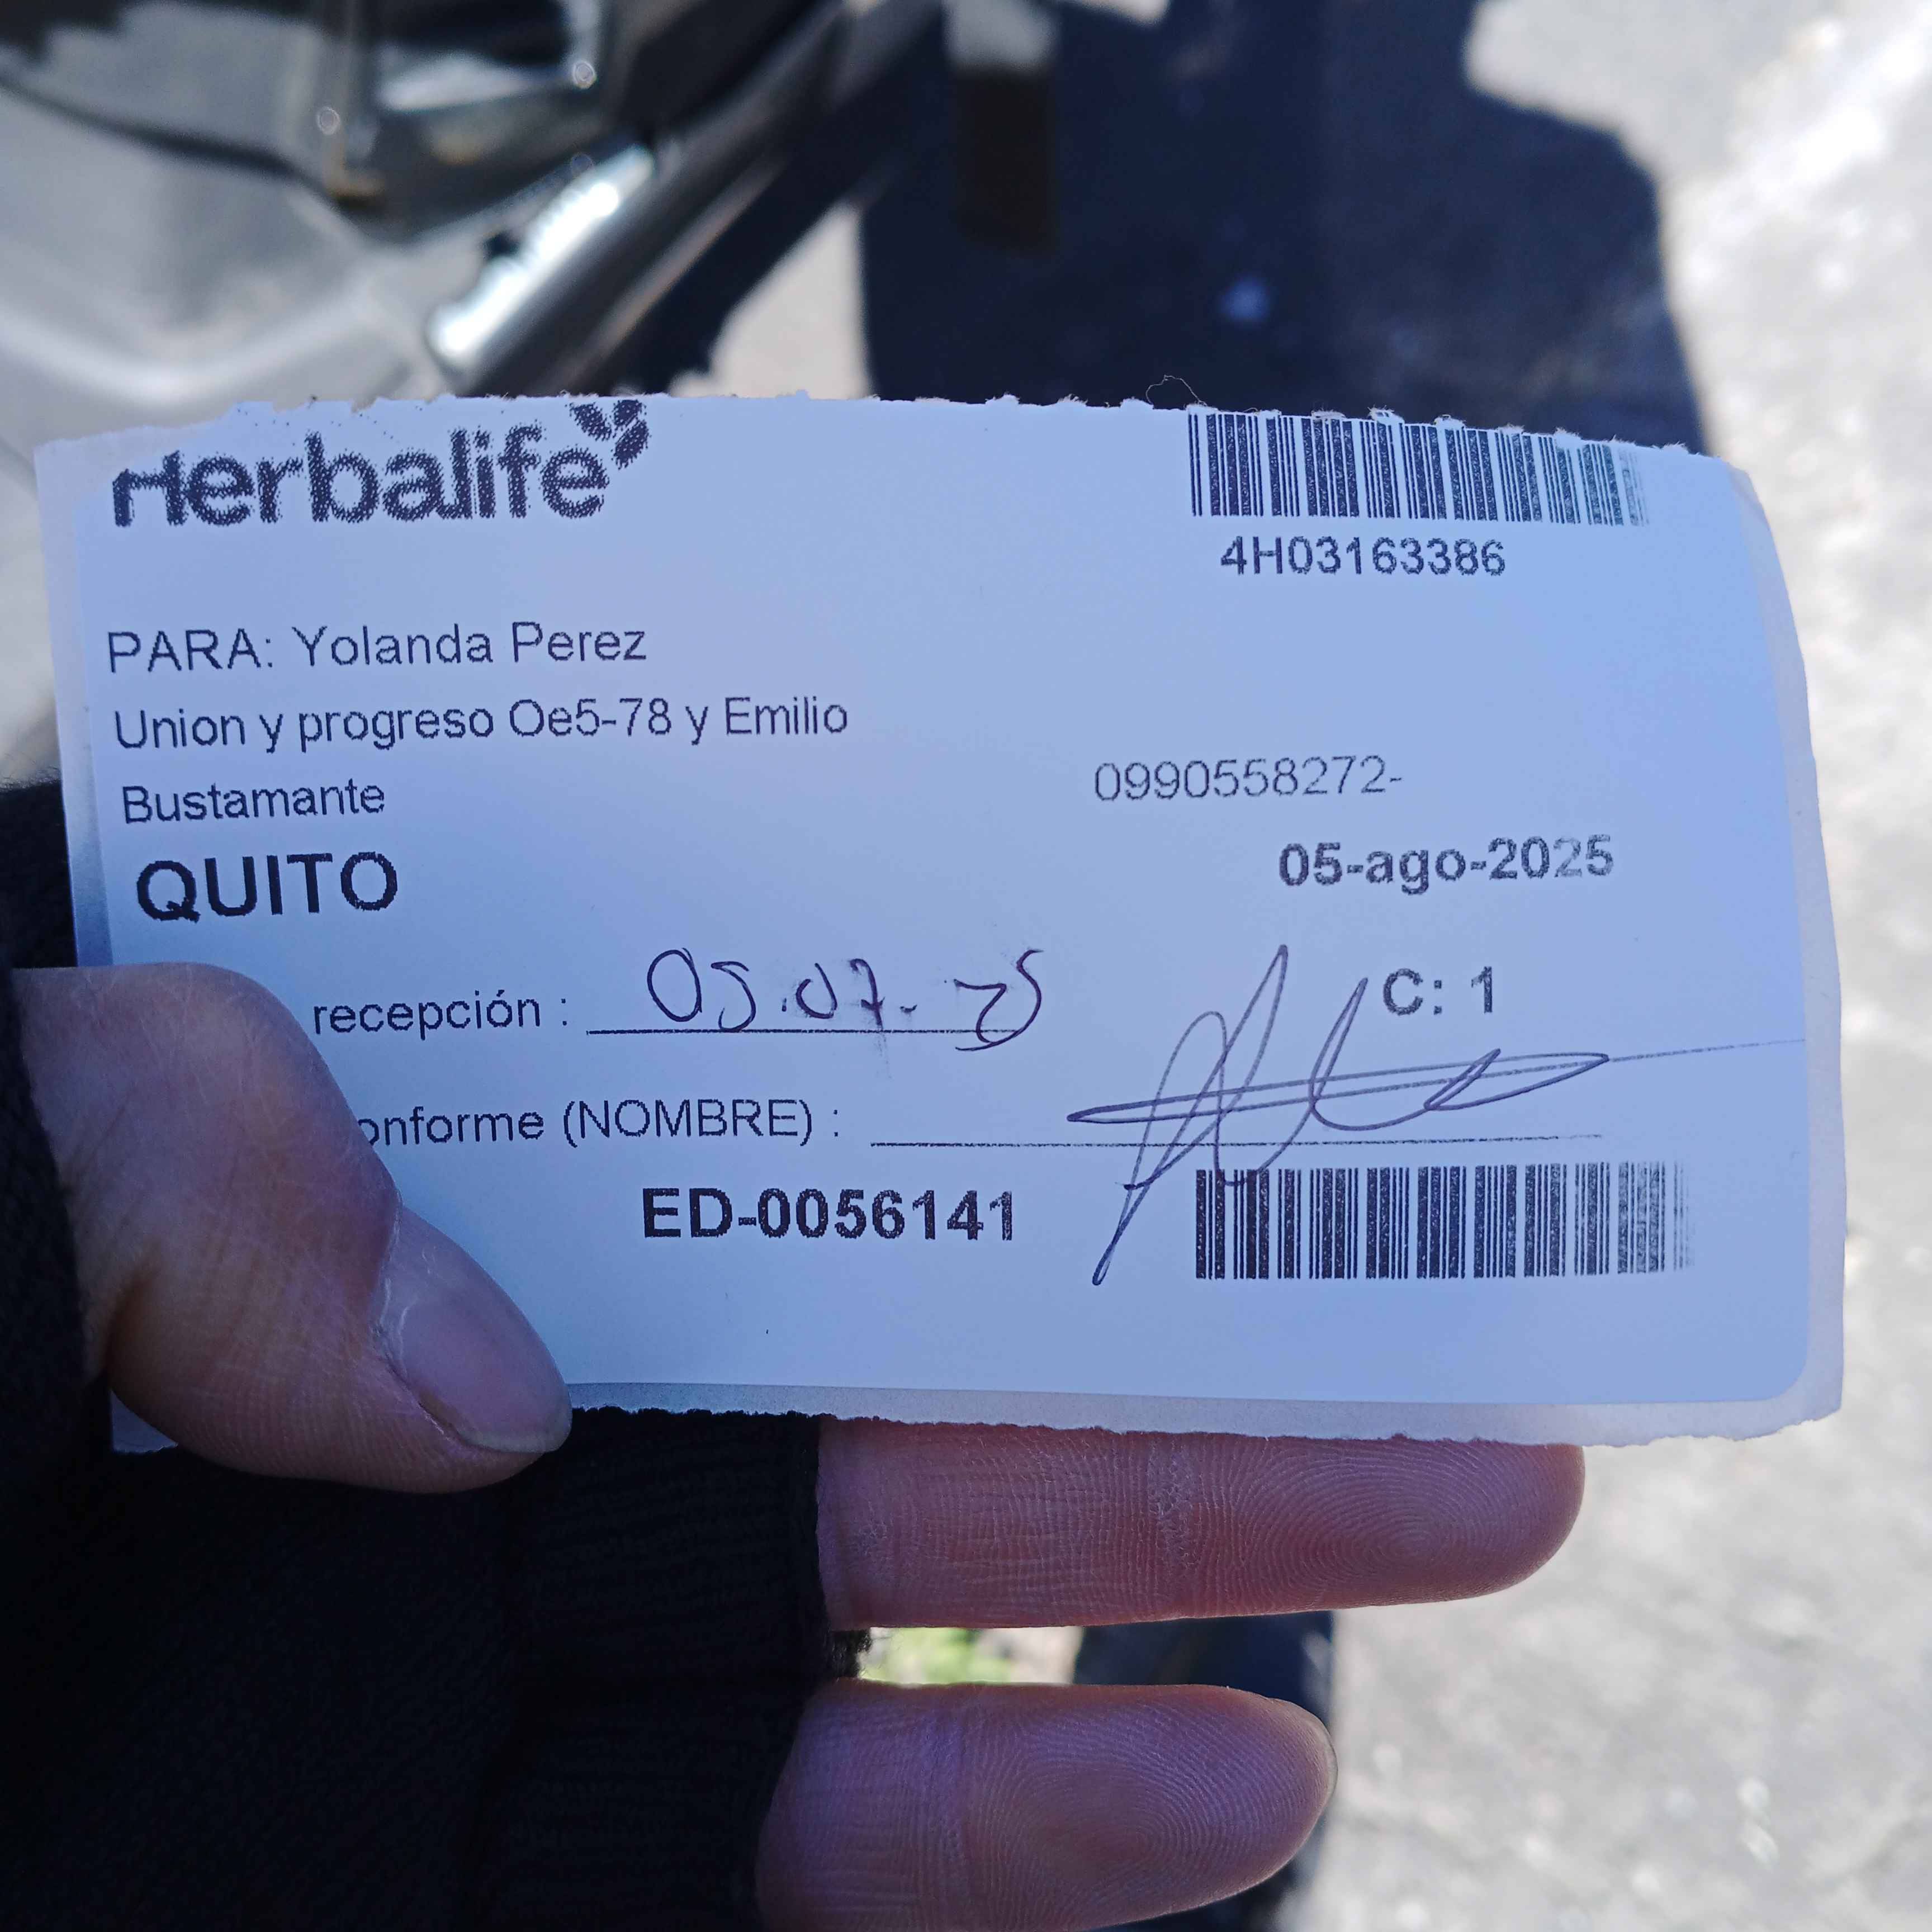 Herbalife
4H03163386
PARA: Yolanda Perez
Union y progreso Oe5-78 y Emilio
Bustamante
0990558272-
QUITO
05-ago-2025
recepción : 05.07.25
C: 1
onforme (NOMBRE) :
ED-0056141